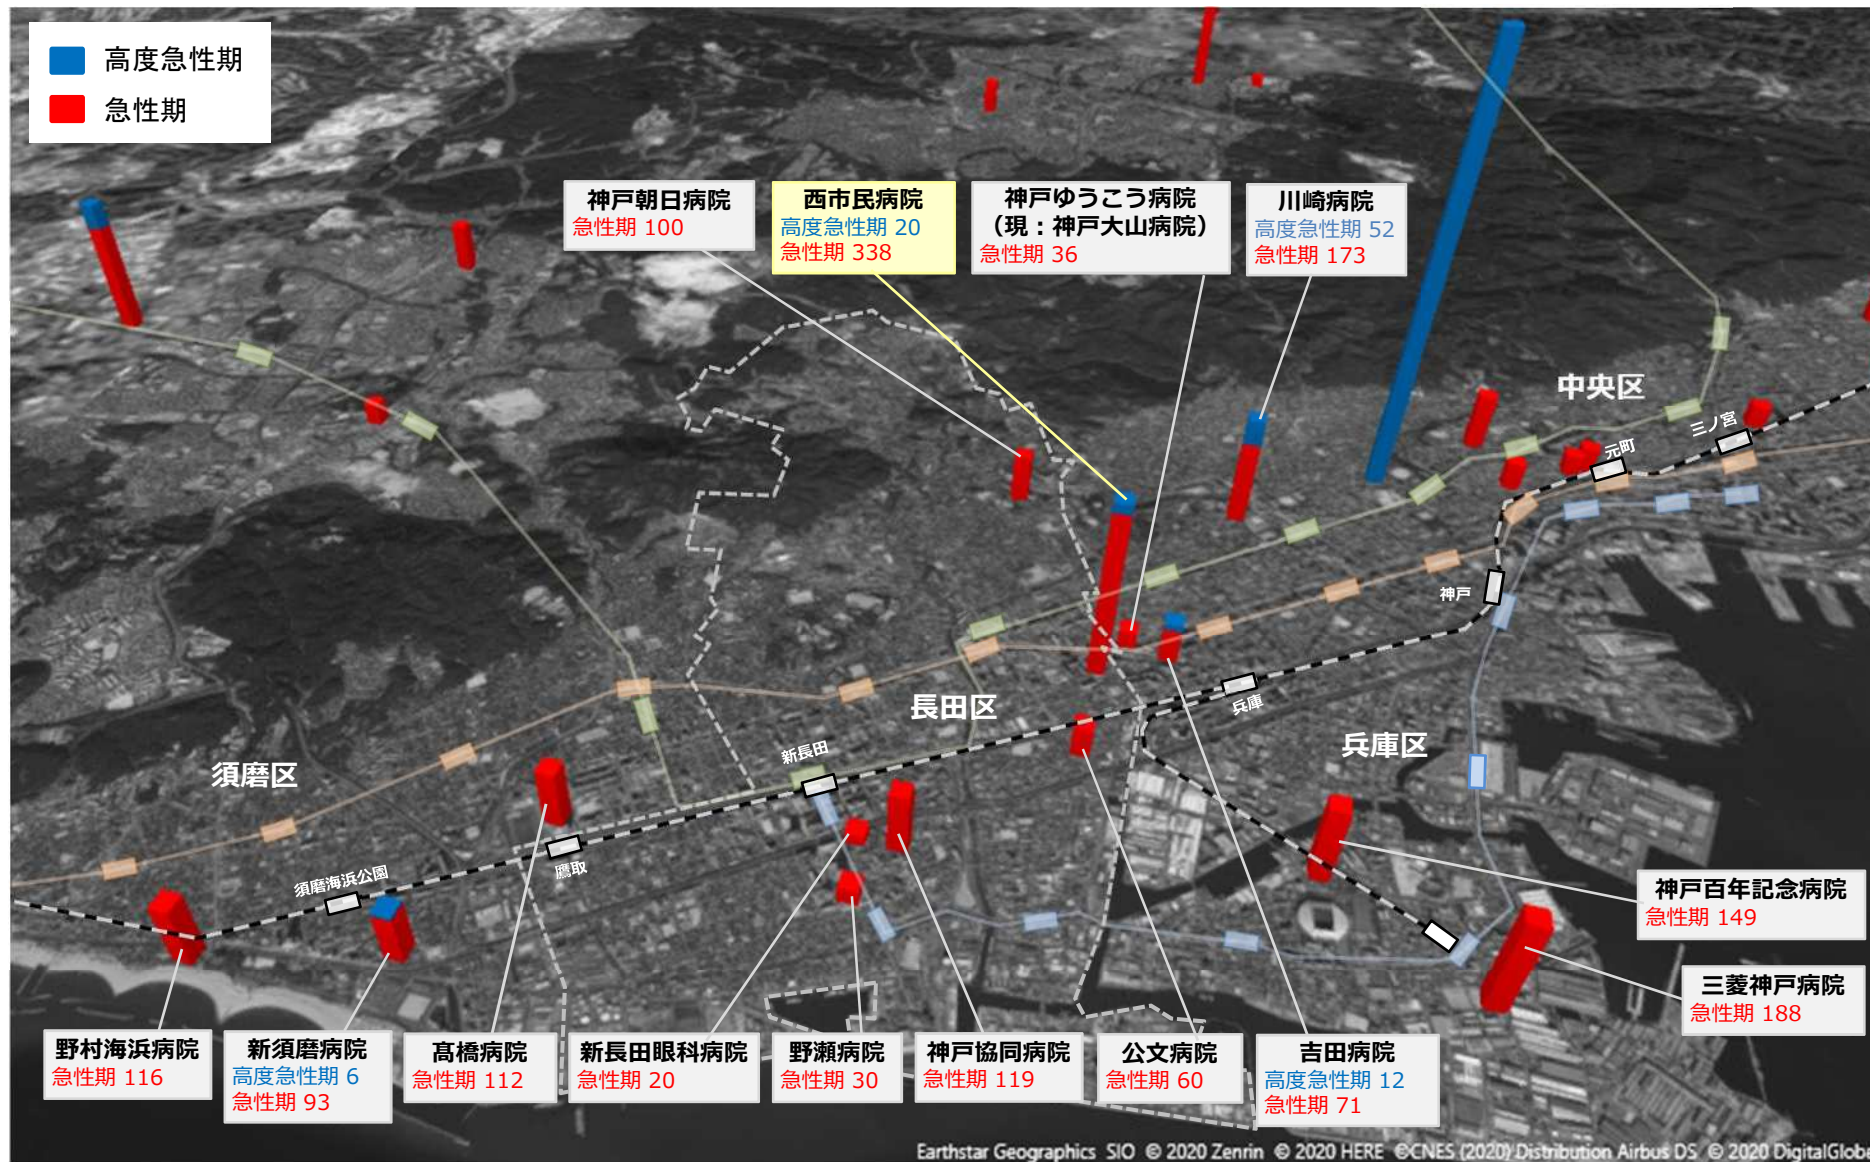 高度急性期
急性期
神戸朝日病院
急性期 100
西市民病院
高度急性期 20
急性期 338
神戸ゆうこう病院
（現：神戸大山病院）
急性期 36
川崎病院
高度急性期 52
急性期 173
中央区
三ノ宮
元町
神戸
兵庫
長田区
兵庫区
新長田
須磨区
鷹取
須磨海浜公園
神戸百年記念病院
急性期 149
三菱神戸病院
急性期 188
野村海浜病院
急性期 116
新須磨病院
高度急性期 6
急性期 93
髙橋病院
急性期 112
新長田眼科病院
急性期 20
野瀬病院
急性期 30
神戸協同病院
急性期 119
公文病院
急性期 60
吉田病院
高度急性期 12
急性期 71
Earthstar Geographics SIO © 2020 Zenrin © 2020 HERE ©CNES (2020) Distribution Airbus DS © 2020 DigitalGlobe